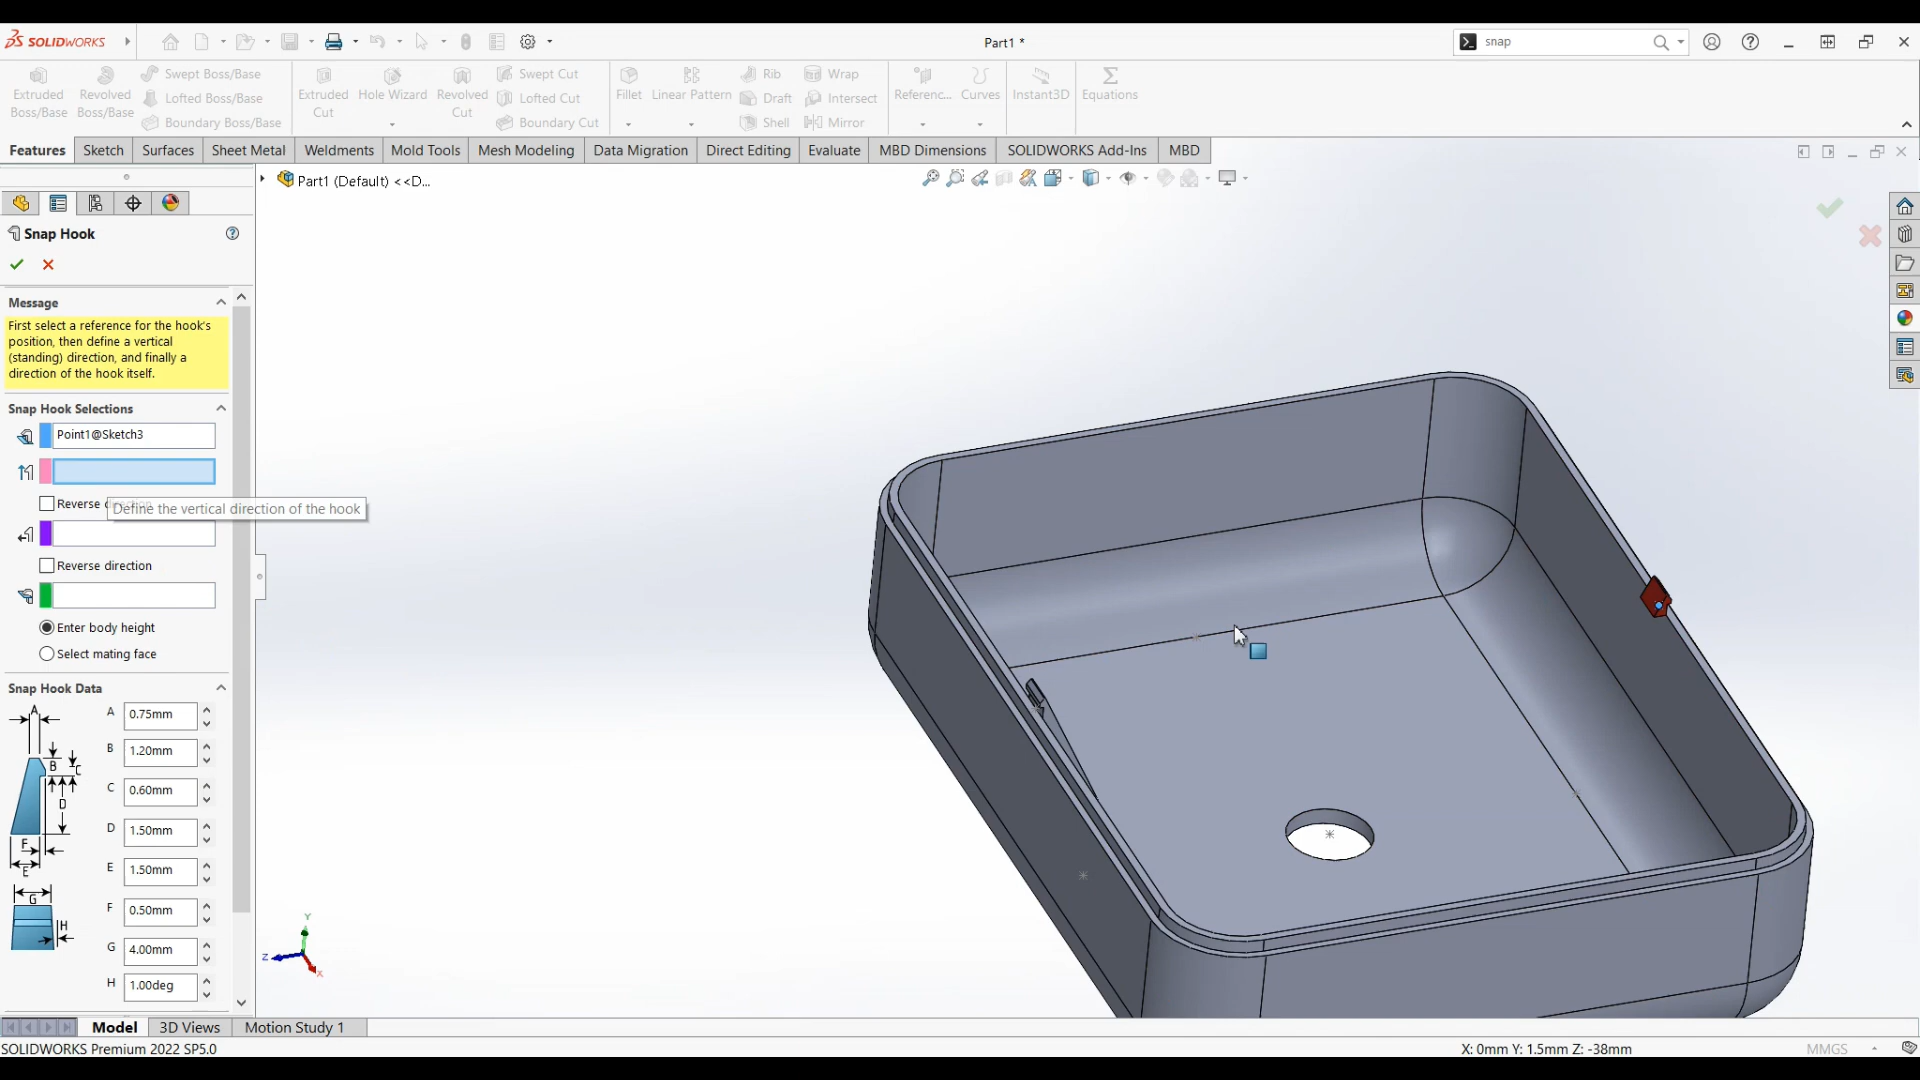 SOLIDWORKS
Part1 *
snap
Extruded Boss/Base
Revolved Boss/Base
Swept Boss/Base
Lofted Boss/Base
Boundary Boss/Base
Extruded Cut
Hole Wizard
Revolved Cut
Swept Cut
Lofted Cut
Boundary Cut
Fillet
Linear Pattern
Rib
Draft
Shell
Wrap
Intersect
Mirror
Referenc...
Curves
Instant3D
Equations
Features
Sketch
Surfaces
Sheet Metal
Weldments
Mold Tools
Mesh Modeling
Data Migration
Direct Editing
Evaluate
MBD Dimensions
SOLIDWORKS Add-Ins
MBD
Part1 (Default) <<D...
Snap Hook
Message
First select a reference for the hook's
position, then define a vertical
(standing) direction, and finally a
direction of the hook itself.
Snap Hook Selections
Point1@Sketch3
Reverse
Define the vertical direction of the hook
Reverse direction
Enter body height
Select mating face
Snap Hook Data
A 0.75mm
B 1.20mm
C 0.60mm
D 1.50mm
E 1.50mm
F 0.50mm
G 4.00mm
H 1.00deg
A
B
C
D
F
E
G
H
Y
Z
X
Model
3D Views
Motion Study 1
SOLIDWORKS Premium 2022 SP5.0
X: 0mm Y: 1.5mm Z: -38mm
MMGS